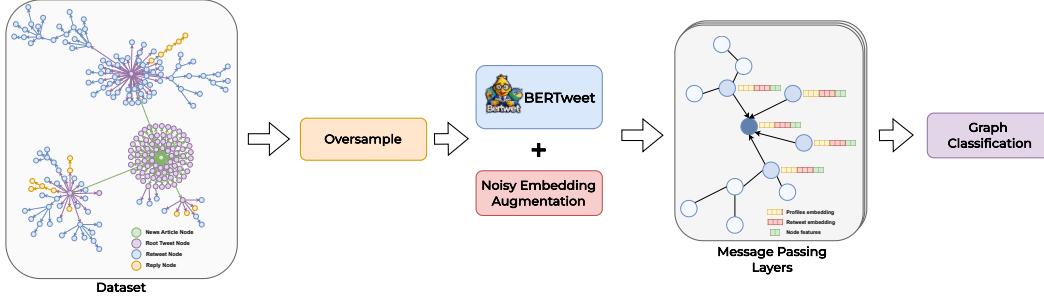 News Article Node
Root Tweet Node
Retweet Node
Reply Node
Dataset
Oversample
Bertweet
BERTweet
+
Noisy Embedding
Augmentation
Profiles embedding
Retweet embedding
Node features
Message Passing
Layers
Graph
Classification